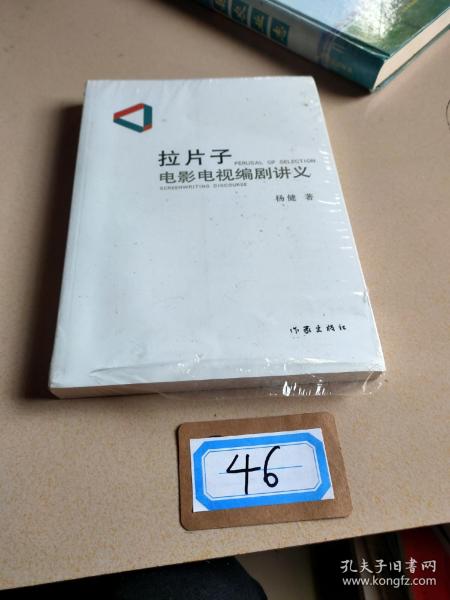 拉片子
PERUSAL OF SELECTION
电影电视编剧讲义
SCREENWRITING DISCOURSE
杨健 著
作家出版社
46
孔夫子旧书网
www.kongfz.com